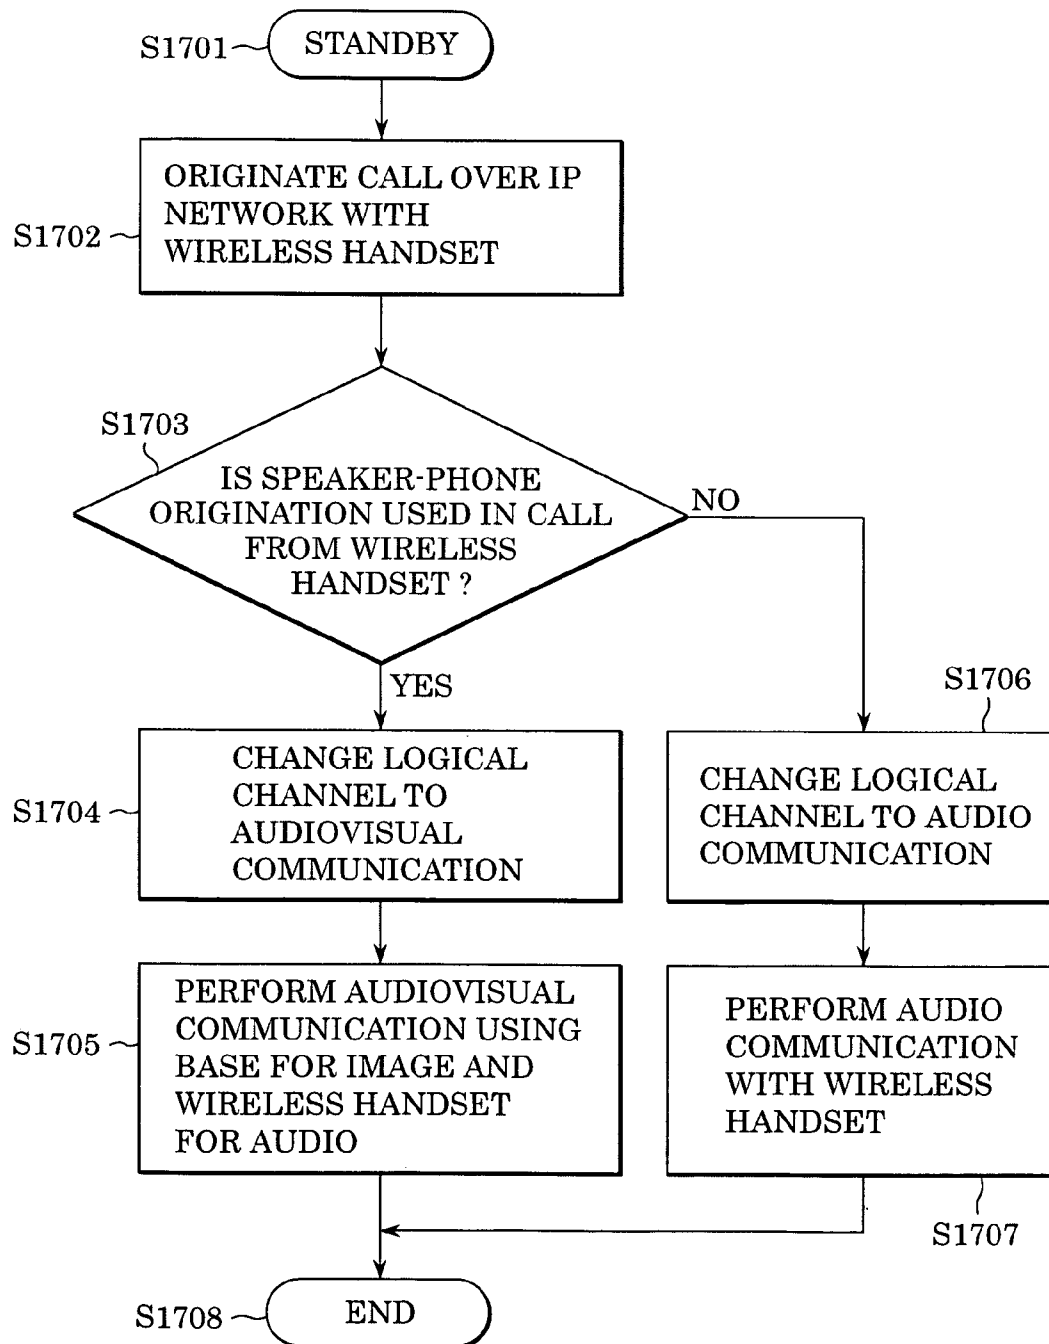 S1701
STANDBY
S1702
ORIGINATE CALL OVER IP
NETWORK WITH
WIRELESS HANDSET
S1703
IS SPEAKER-PHONE
ORIGINATION USED IN CALL
FROM WIRELESS
HANDSET ?
NO
YES
S1704
CHANGE LOGICAL
CHANNEL TO
AUDIOVISUAL
COMMUNICATION
S1706
CHANGE LOGICAL
CHANNEL TO AUDIO
COMMUNICATION
S1705
PERFORM AUDIOVISUAL
COMMUNICATION USING
BASE FOR IMAGE AND
WIRELESS HANDSET
FOR AUDIO
PERFORM AUDIO
COMMUNICATION
WITH WIRELESS
HANDSET
S1707
S1708
END